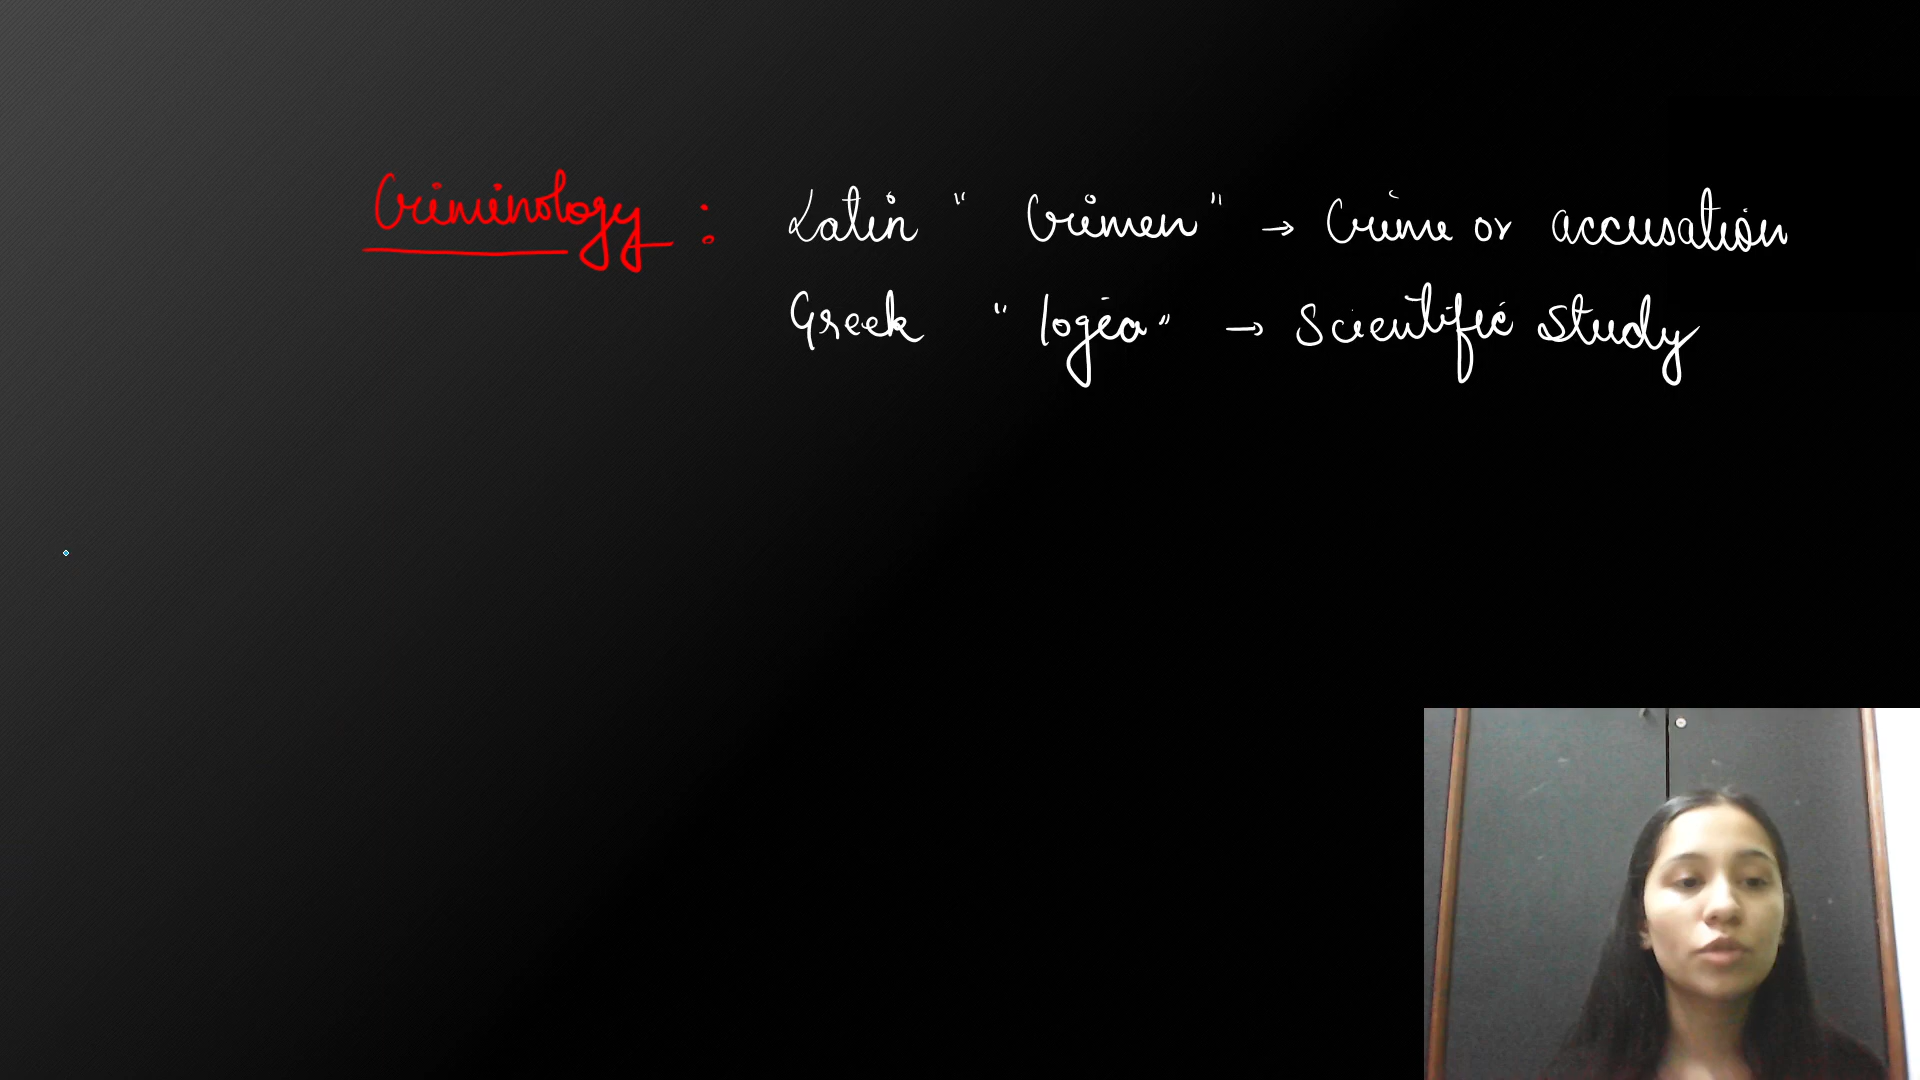 Criminology : Latin " Crimen" → Crime or accusation
Greek " logia" → Scientific study